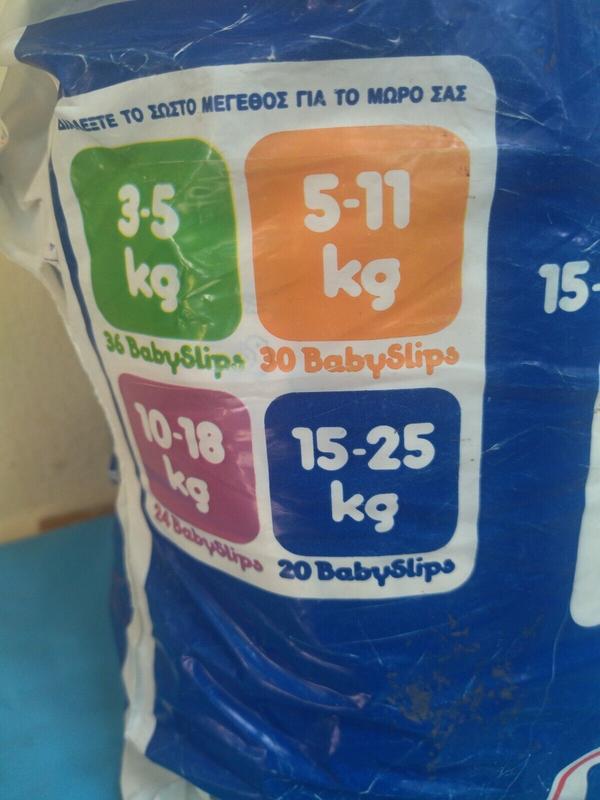 ΔΙΑΛΕΞΤΕ ΤΟ ΣΩΣΤΟ ΜΕΓΕΘΟΣ ΓΙΑ ΤΟ ΜΩΡΟ ΣΑΣ
3-5
kg
36 BabySlips
5-11
kg
30 BabySlips
10-18
kg
24 BabySlips
15-25
kg
20 BabySlips
15-